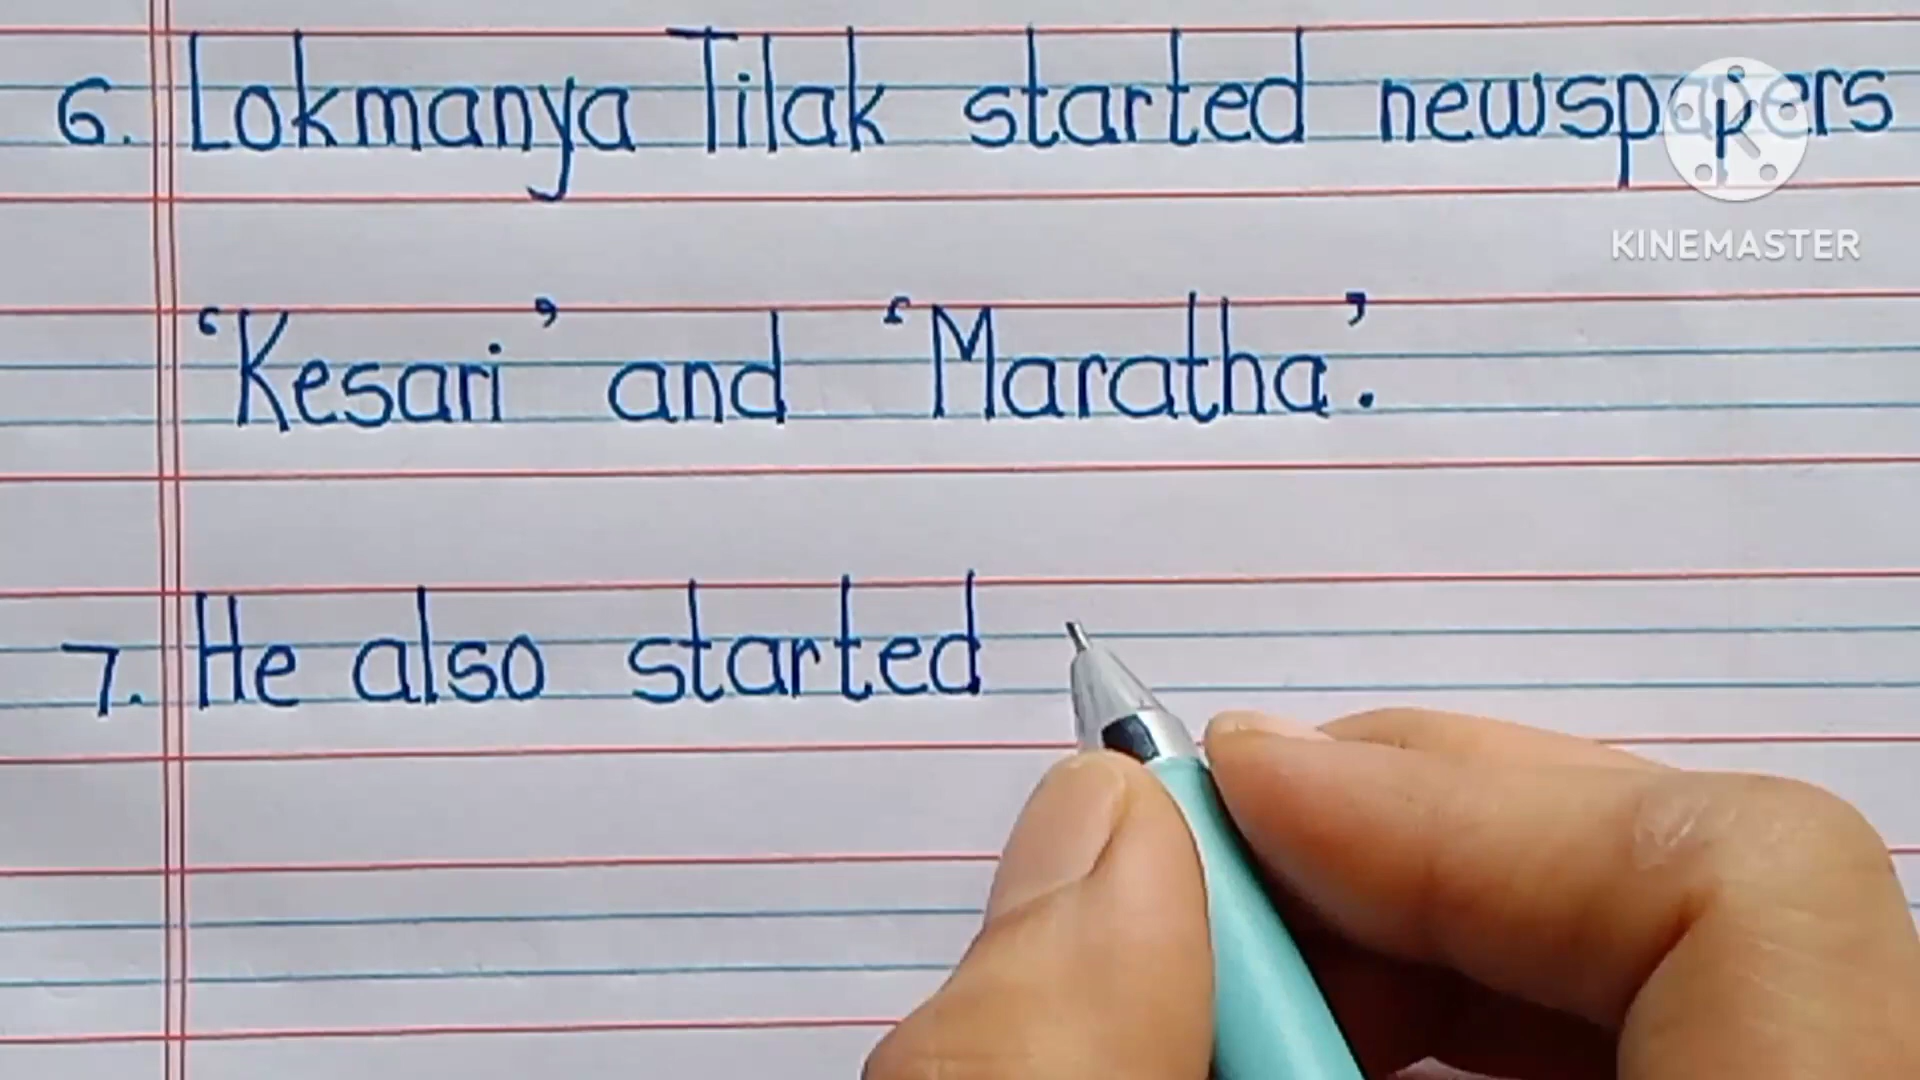 6. Lokmanya Tilak started newspapers
KINEMASTER
‘Kesari’ and ‘Maratha’.
7. He also started